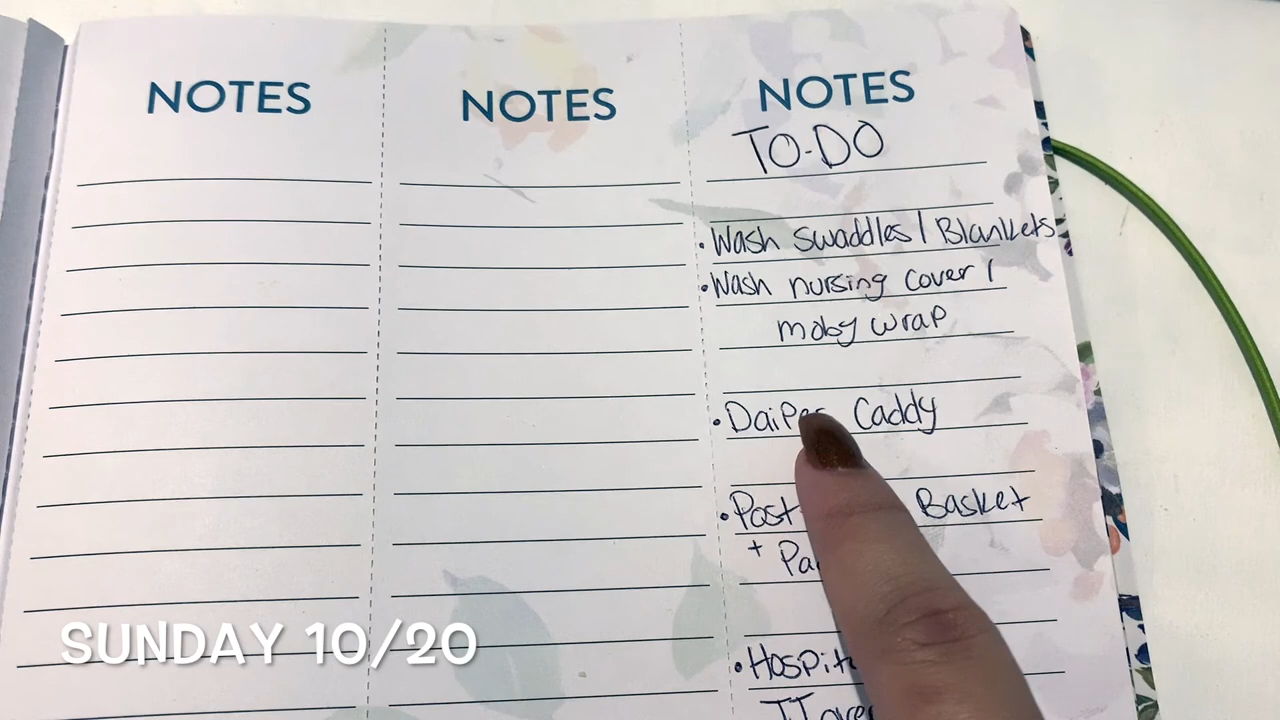 NOTES
NOTES
NOTES
TO-DO
• Wash swaddles / Blankets
• Wash nursing cover /
moby wrap
• Daiper Caddy
• Post Basket
+
• Hospit
SUNDAY 10/20